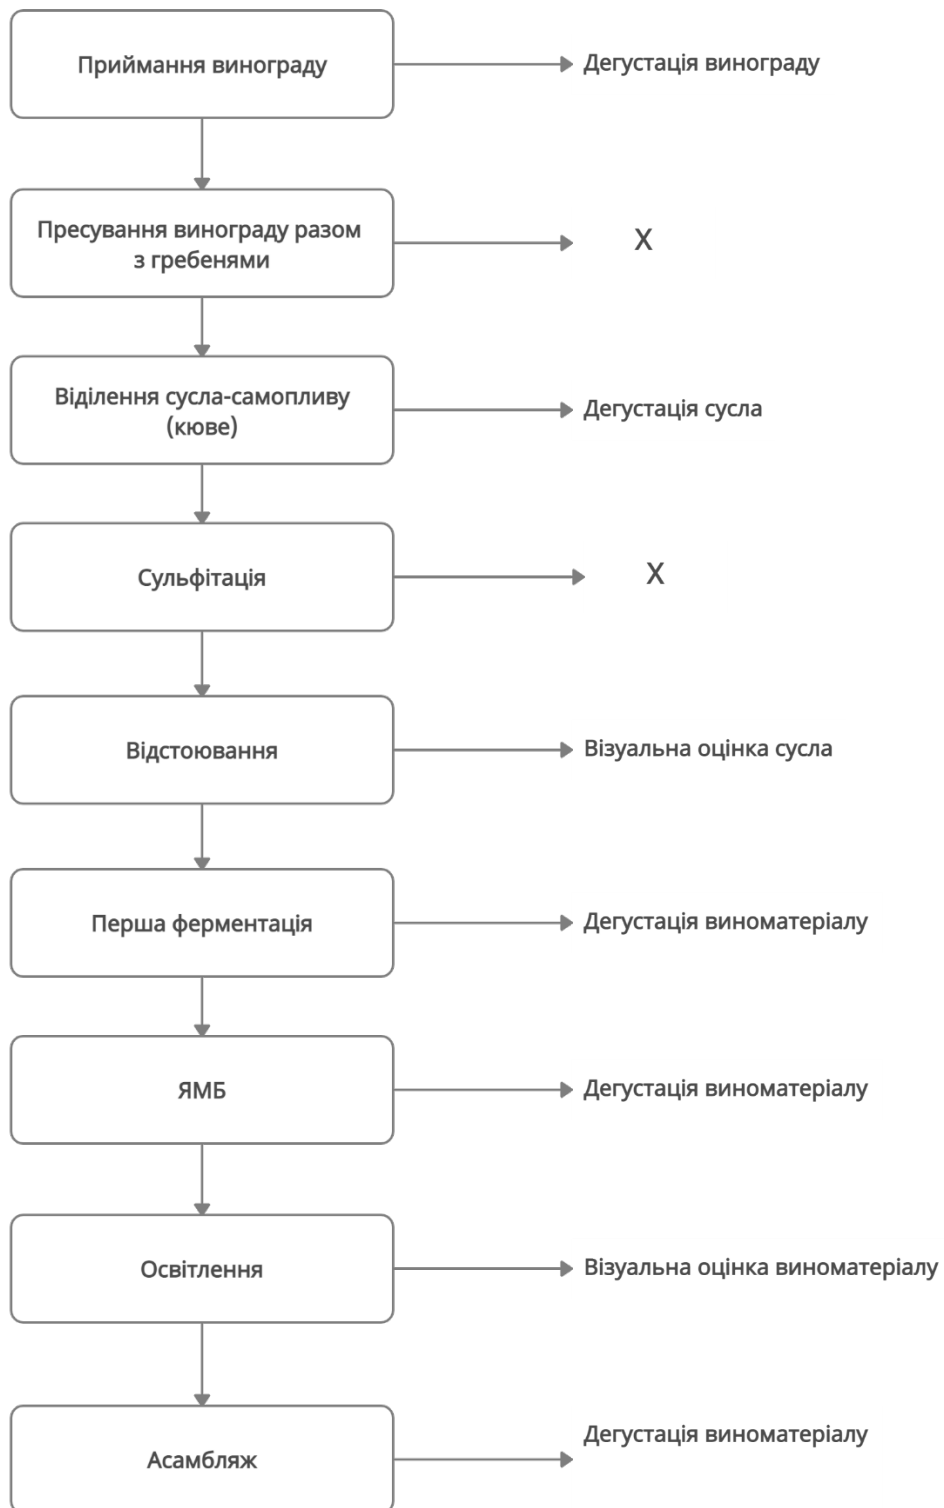 Приймання винограду
Дегустація винограду
Пресування винограду разом
з гребенями
X
Віділення сусла-самопливу
(кюве)
Дегустація сусла
Сульфітація
X
Відстоювання
Візуальна оцінка сусла
Перша ферментація
Дегустація виноматеріалу
ЯМБ
Дегустація виноматеріалу
Освітлення
Візуальна оцінка виноматеріалу
Асамбляж
Дегустація виноматеріалу